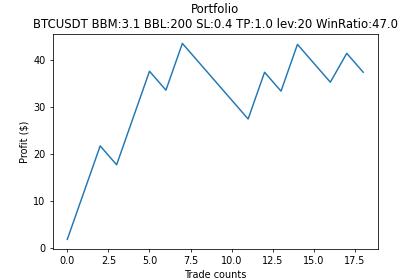 Portfolio
BTCUSDT BBM:3.1 BBL:200 SL:0.4 TP:1.0 lev:20 WinRatio:47.0
Profit ($)
40
30
20
10
0
0.0 2.5 5.0 7.5 10.0 12.5 15.0 17.5
Trade counts